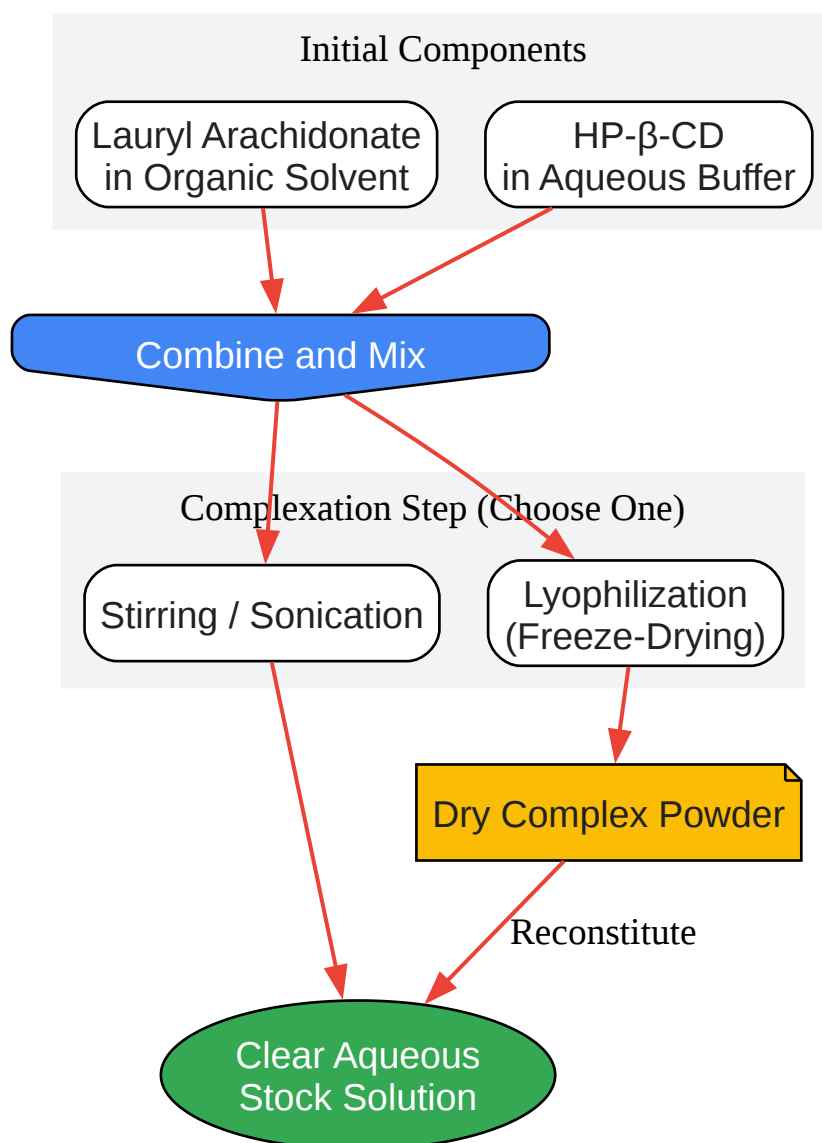 Initial Components
Lauryl Arachidonate
in Organic Solvent
HP-β-CD
in Aqueous Buffer
Combine and Mix
Complexation Step (Choose One)
Stirring / Sonication
Lyophilization
(Freeze-Drying)
Dry Complex Powder
Reconstitute
Clear Aqueous
Stock Solution